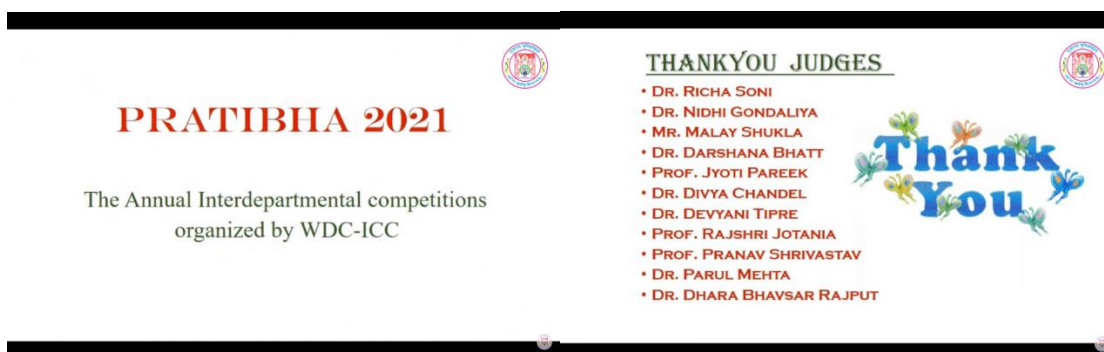 PRATIBHA 2021
The Annual Interdepartmental competitions
organized by WDC-ICC
THANKYOU JUDGES
• DR. RICHA SONI
• DR. NIDHI GONDALIYA
• MR. MALAY SHUKLA
• DR. DARSHANA BHATT
• PROF. JYOTI PAREEK
• DR. DIVYA CHANDEL
• DR. DEVYANI TIPRE
• PROF. RAJSHRI JOTANIA
• PROF. PRANAV SHRIVASTAV
• DR. PARUL MEHTA
• DR. DHARA BHAVSAR RAJPUT
Thank
You